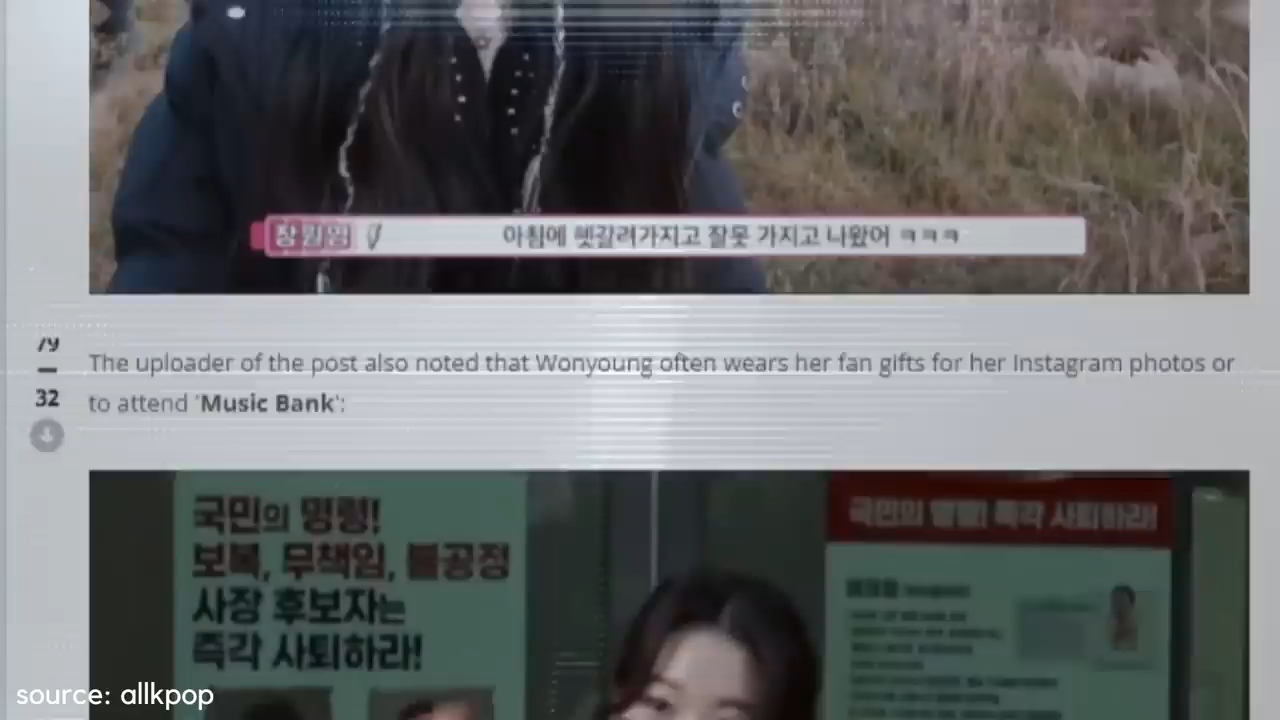 장원영
아침에 헷갈려가지고 잘못 가지고 나왔어 ㅋㅋㅋ
79
32
The uploader of the post also noted that Wonyoung often wears her fan gifts for her Instagram photos or
to attend 'Music Bank':
국민의 명령!
보복, 무책임, 불공정
사장 후보자는
즉각 사퇴하라!
국민의 명령! 즉각 사퇴하라!
source: allkpop